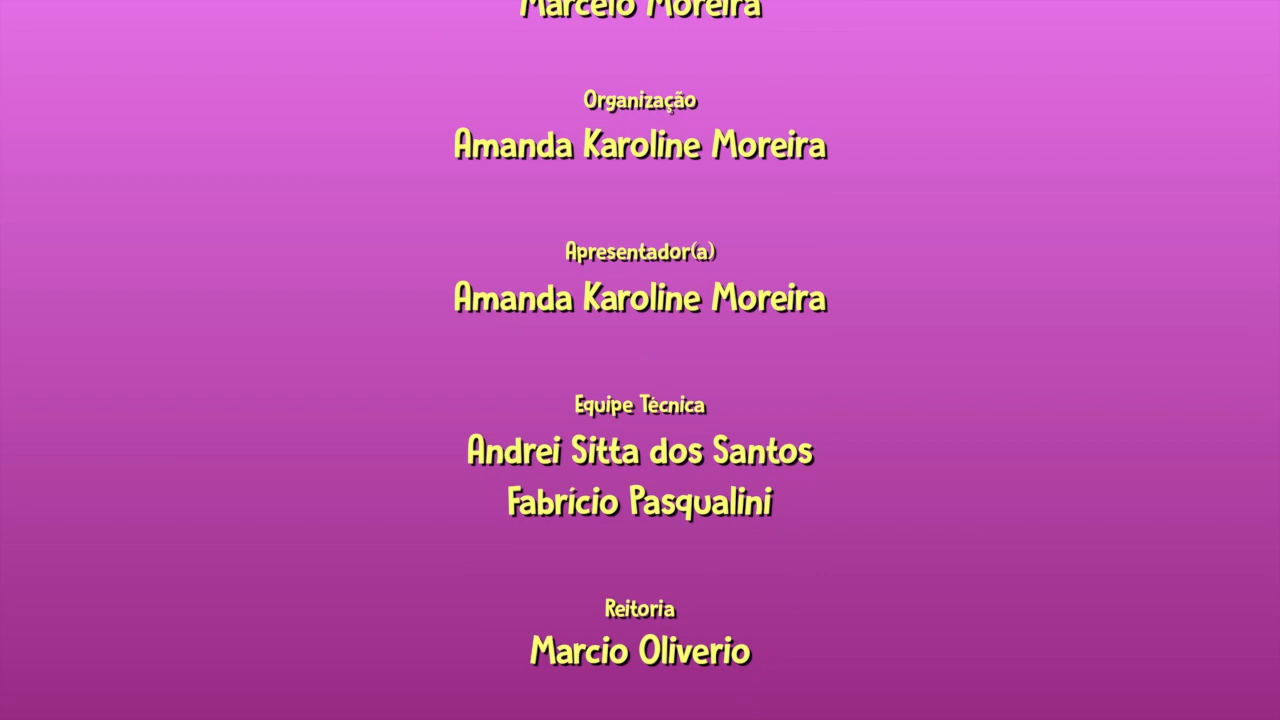 Marcelo Moreira
Organização
Amanda Karoline Moreira
Apresentador(a)
Amanda Karoline Moreira
Equipe Técnica
Andrei Sitta dos Santos
Fabrício Pasqualini
Reitoria
Marcio Oliverio